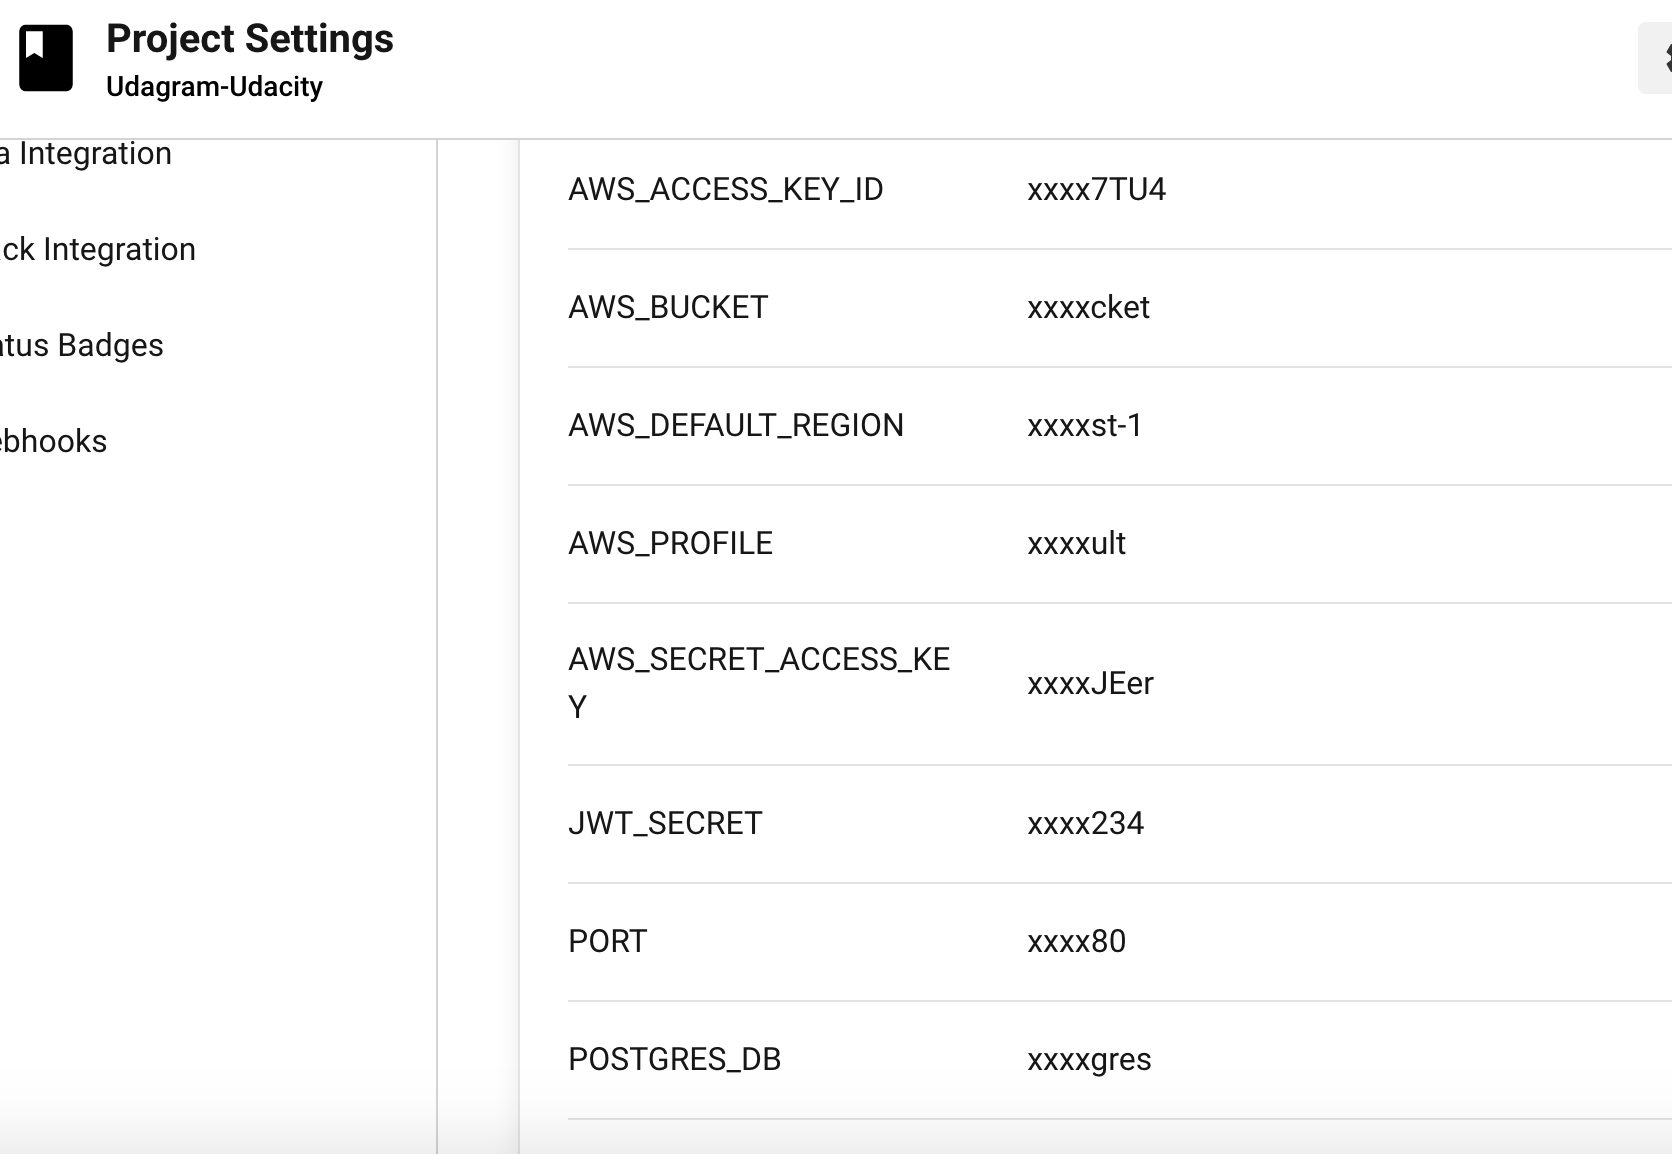 Project Settings
Udagram-Udacity
a Integration
ck Integration
atus Badges
ebhooks
AWS_ACCESS_KEY_ID xxxx7TU4
AWS_BUCKET xxxxcket
AWS_DEFAULT_REGION xxxxst-1
AWS_PROFILE xxxxult
AWS_SECRET_ACCESS_KE
Y xxxxJEer
JWT_SECRET xxxx234
PORT xxxx80
POSTGRES_DB xxxxgres